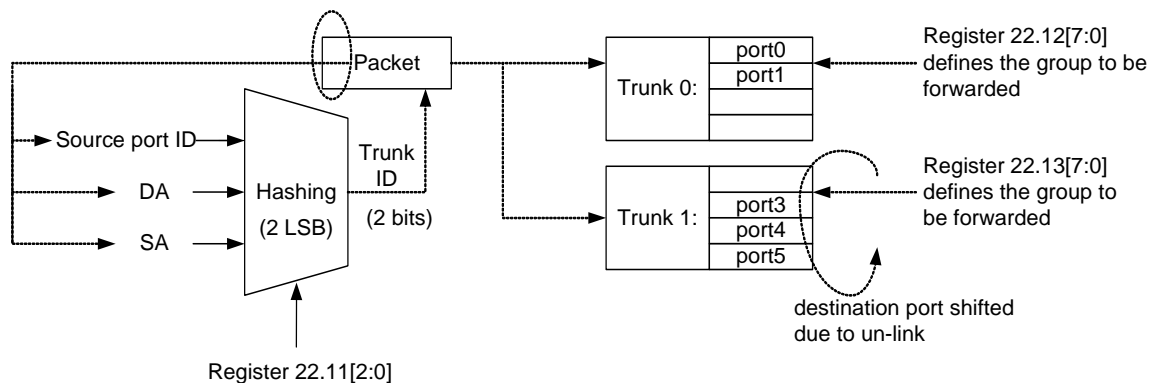 Packet
Source port ID
DA
SA
Hashing
(2 LSB)
Trunk
ID
(2 bits)
Register 22.11[2:0]
Trunk 0:
port0
port1
Register 22.12[7:0]
defines the group to be
forwarded
Trunk 1:
port3
port4
port5
Register 22.13[7:0]
defines the group to
be forwarded
destination port shifted
due to un-link